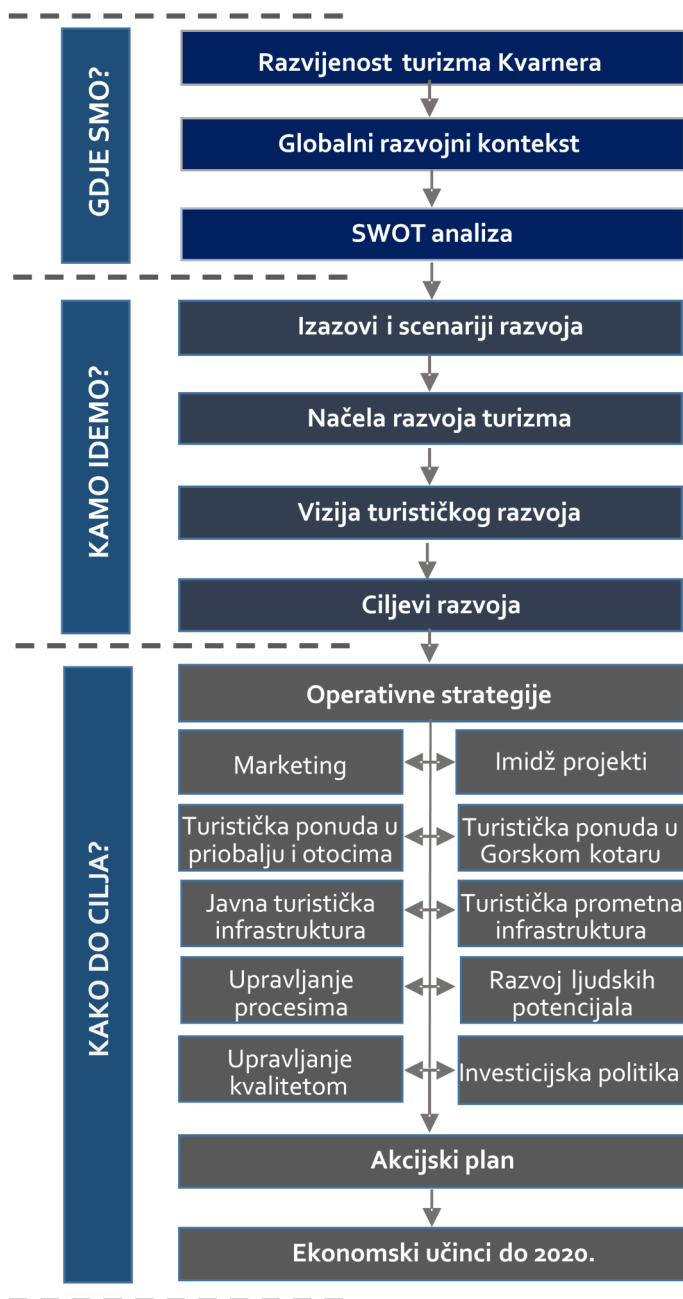 GDJE SMO?
Razvijenost turizma Kvarnera
Globalni razvojni kontekst
SWOT analiza
KAMO IDEMO?
Izazovi i scenariji razvoja
Načela razvoja turizma
Vizija turističkog razvoja
Ciljevi razvoja
KAKO DO CILJA?
Operativne strategije
Marketing
Imidž projekti
Turistička ponuda u
priobalju i otocima
Turistička ponuda u
Gorskom kotaru
Javna turistička
infrastruktura
Turistička prometna
infrastruktura
Upravljanje
procesima
Razvoj ljudskih
potencijala
Upravljanje
kvalitetom
Investicijska politika
Akcijski plan
Ekonomski učinci do 2020.